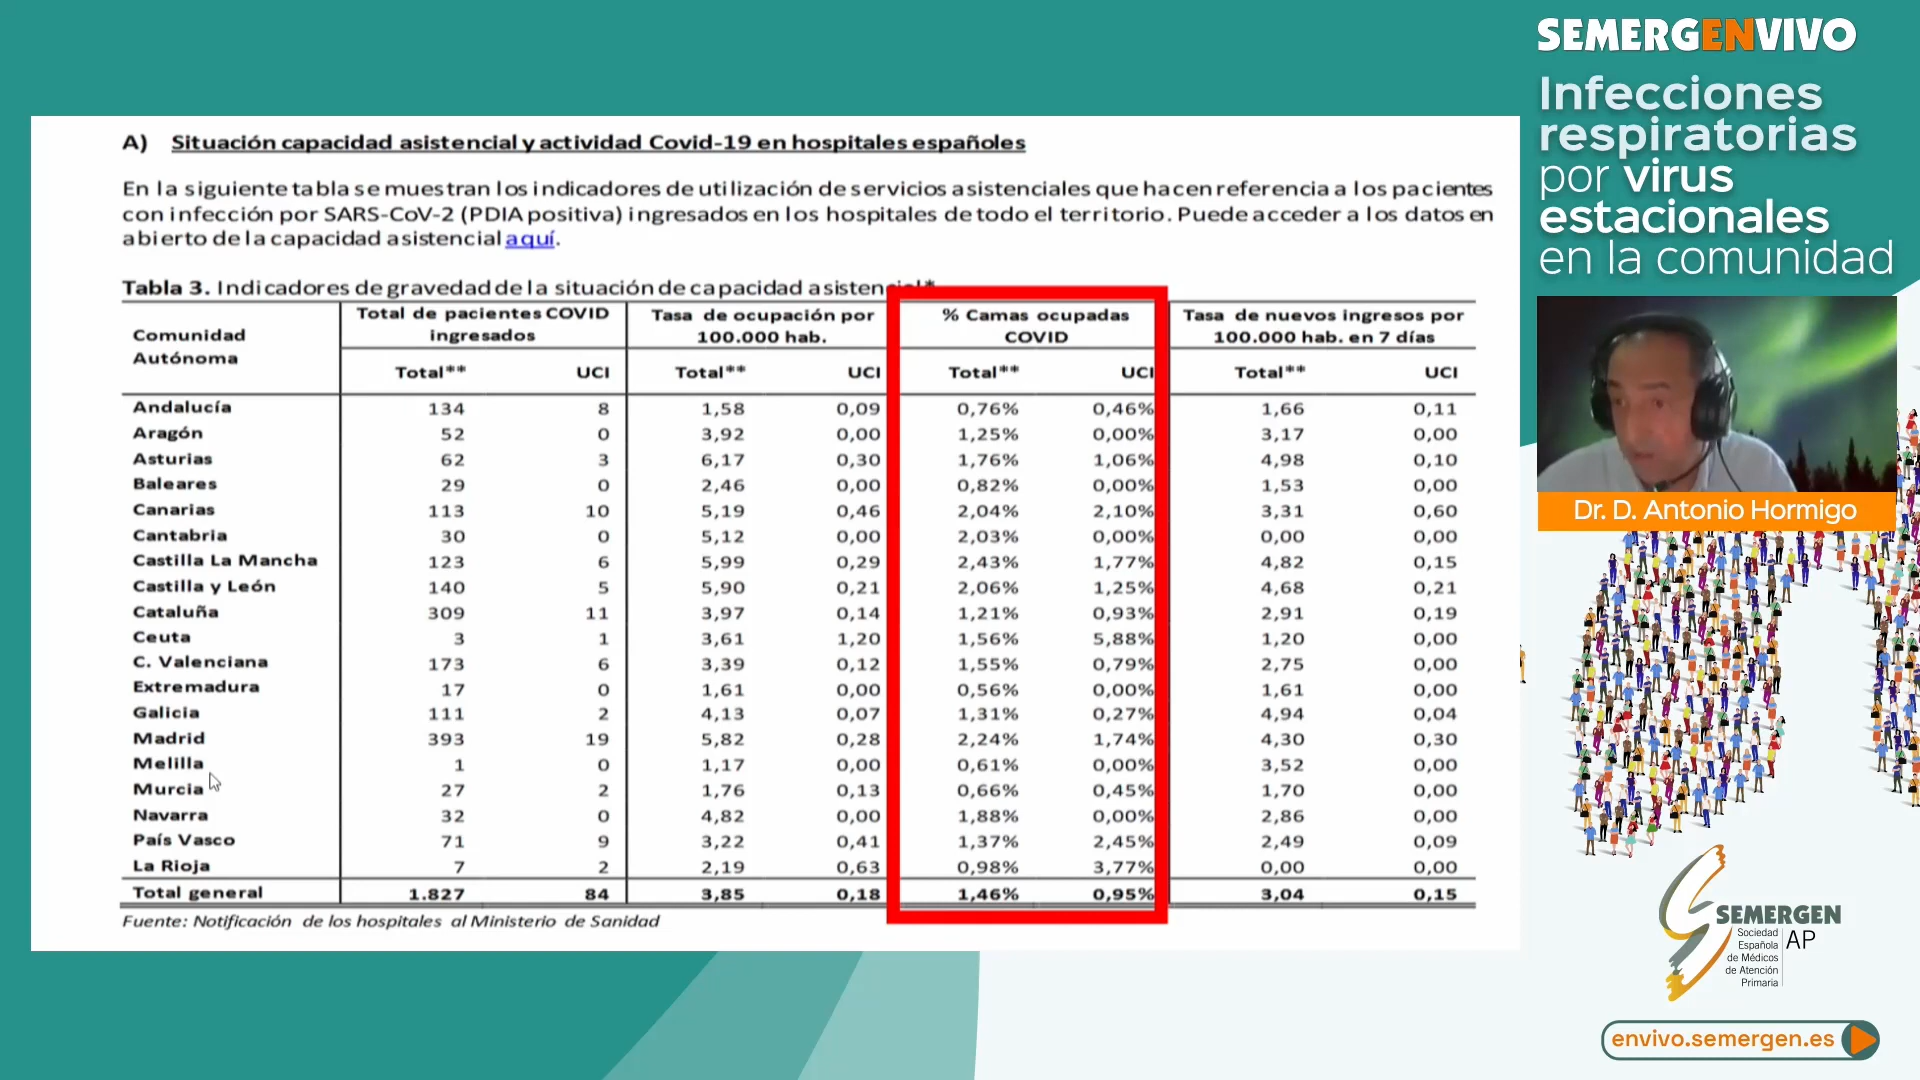 SEMERGENVIVO
Infecciones
respiratorias
por virus
estacionales
en la comunidad
A) Situación capacidad asistencial y actividad Covid-19 en hospitales españoles
En la siguiente tabla se muestran los indicadores de utilización de servicios asistenciales que hacen referencia a los pacientes
con infección por SARS-CoV-2 (PDIA positiva) ingresados en los hospitales de todo el territorio. Puede acceder a los datos en
abierto de la capacidad asistencial aquí.
Tabla 3. Indicadores de gravedad de la situación de capacidad asistencial*
Comunidad Autónoma Total de pacientes COVID ingresados Tasa de ocupación por 100.000 hab. % Camas ocupadas COVID Tasa de nuevos ingresos por 100.000 hab. en 7 días
Total** UCI Total** UCI Total** UCI Total** UCI
Andalucía 134 8 1,58 0,09 0,76% 0,46% 1,66 0,11
Aragón 52 0 3,92 0,00 1,25% 0,00% 3,17 0,00
Asturias 62 3 6,17 0,30 1,76% 1,06% 4,98 0,10
Baleares 29 0 2,46 0,00 0,82% 0,00% 1,53 0,00
Canarias 113 10 5,19 0,46 2,04% 2,10% 3,31 0,60
Cantabria 30 0 5,12 0,00 2,03% 0,00% 0,00 0,00
Castilla La Mancha 123 6 5,99 0,29 2,43% 1,77% 4,82 0,15
Castilla y León 140 5 5,90 0,21 2,06% 1,25% 4,68 0,21
Cataluña 309 11 3,97 0,14 1,21% 0,93% 2,91 0,19
Ceuta 3 1 3,61 1,20 1,56% 5,88% 1,20 0,00
C. Valenciana 173 6 3,39 0,12 1,55% 0,79% 2,75 0,00
Extremadura 17 0 1,61 0,00 0,56% 0,00% 1,61 0,00
Galicia 111 2 4,13 0,07 1,31% 0,27% 4,94 0,04
Madrid 393 19 5,82 0,28 2,24% 1,74% 4,30 0,30
Melilla 1 0 1,17 0,00 0,61% 0,00% 3,52 0,00
Murcia 27 2 1,76 0,13 0,66% 0,45% 1,70 0,00
Navarra 32 0 4,82 0,00 1,88% 0,00% 2,86 0,00
País Vasco 71 9 3,22 0,41 1,37% 2,45% 2,49 0,09
La Rioja 7 2 2,19 0,63 0,98% 3,77% 0,00 0,00
Total general 1.827 84 3,85 0,18 1,46% 0,95% 3,04 0,15
Fuente: Notificación de los hospitales al Ministerio de Sanidad
Dr. D. Antonio Hormigo
SEMERGEN
Sociedad
Española
de Médicos
de Atención
Primaria
AP
envivo.semergen.es